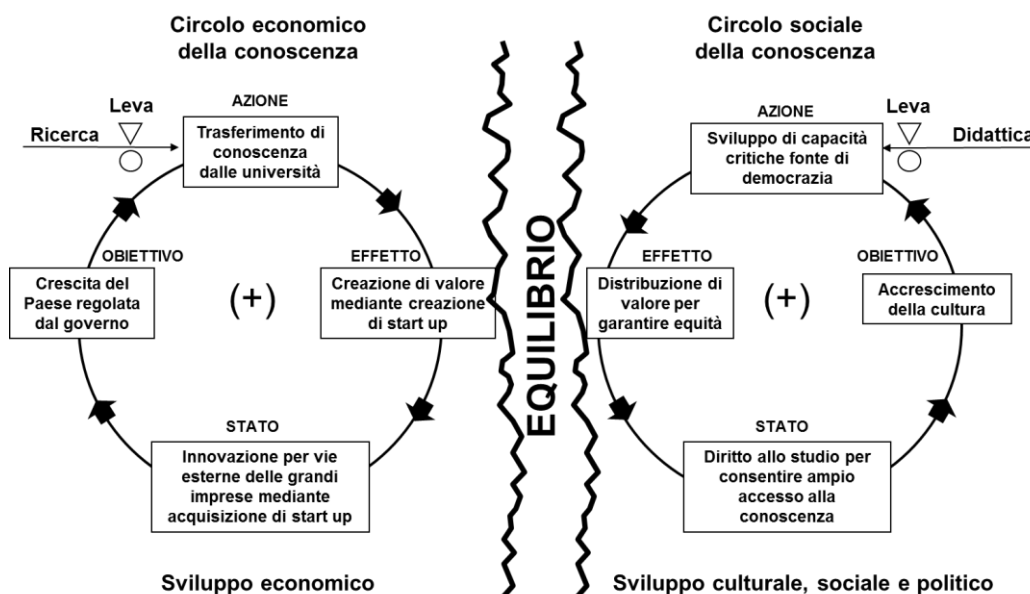 Circolo economico
della conoscenza
AZIONE
Leva
Ricerca
Trasferimento di
conoscenza
dalle università
OBIETTIVO
Crescita del
Paese regolata
dal governo
(+)
EFFETTO
Creazione di valore
mediante creazione
di start up
STATO
Innovazione per vie
esterne delle grandi
imprese mediante
acquisizione di start up
Sviluppo economico
EQUILIBRIO
Circolo sociale
della conoscenza
AZIONE
Leva
Didattica
Sviluppo di capacità
critiche fonte di
democrazia
EFFETTO
Distribuzione di
valore per
garantire equità
(+)
OBIETTIVO
Accrescimento
della cultura
STATO
Diritto allo studio per
consentire ampio
accesso alla
conoscenza
Sviluppo culturale, sociale e politico